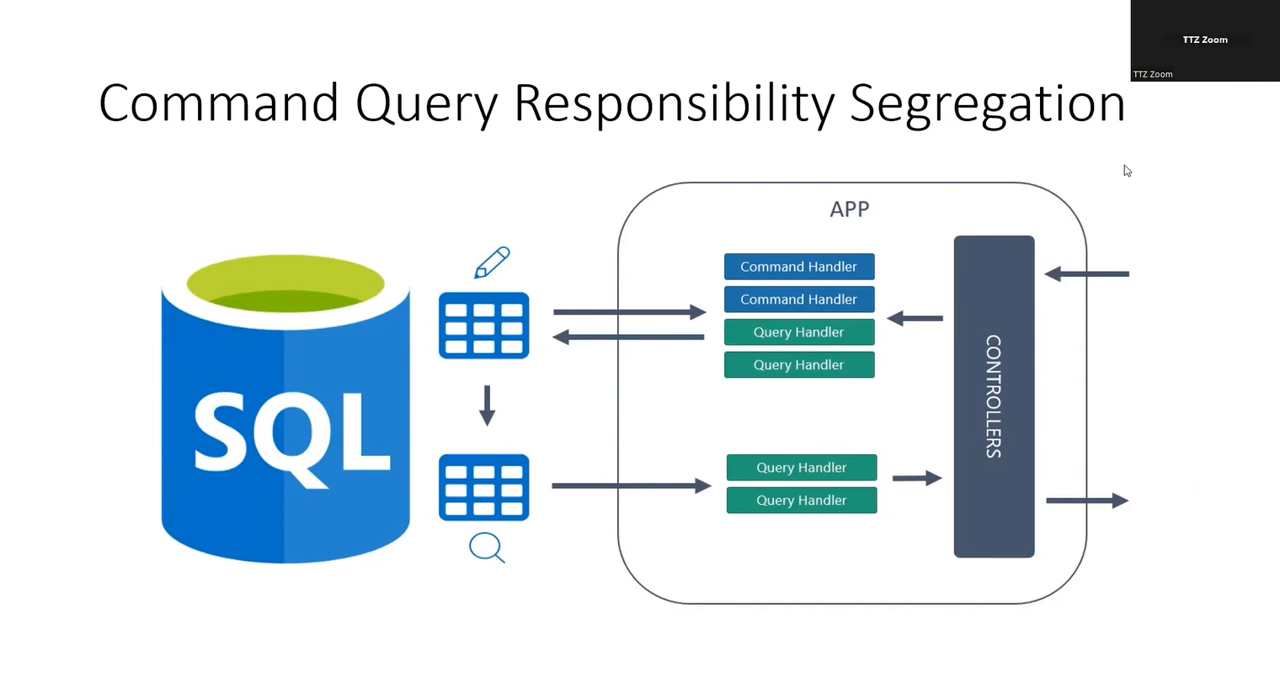 TTZ Zoom
TTZ Zoom
Command Query Responsibility Segregation
APP
Command Handler
Command Handler
Query Handler
Query Handler
CONTROLLERS
SQL
Query Handler
Query Handler